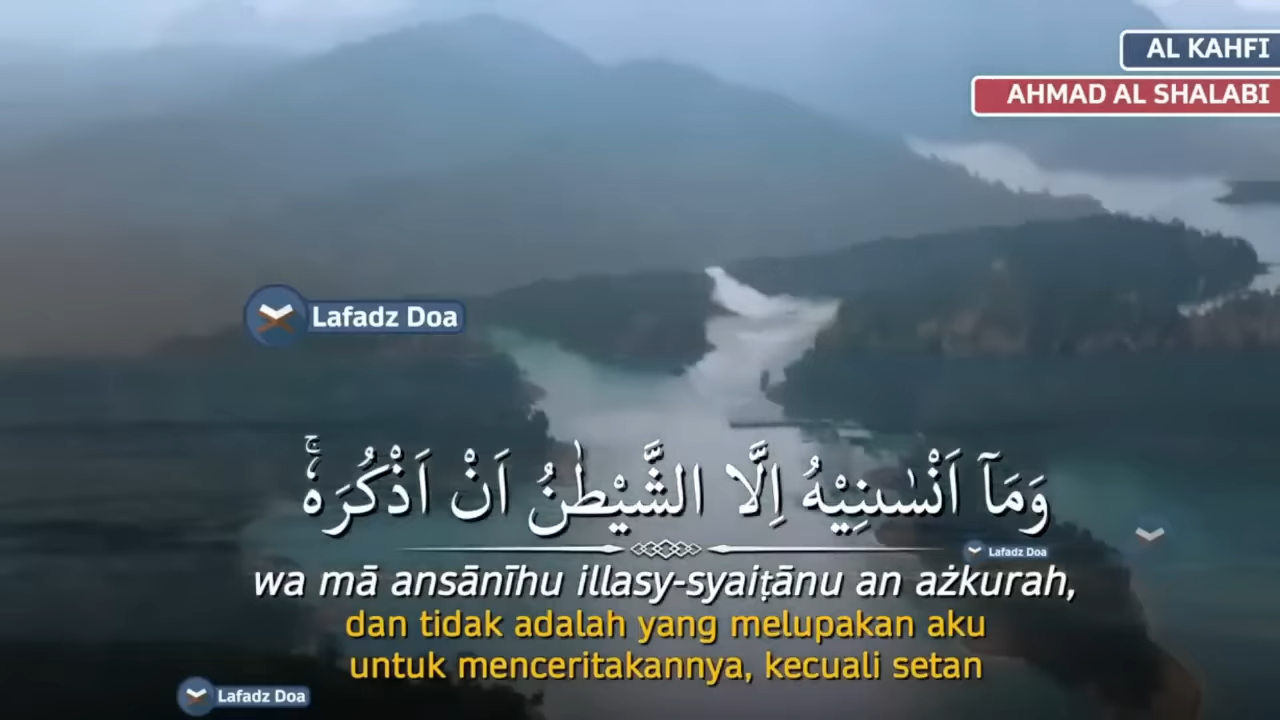 AL KAHFI
AHMAD AL SHALABI
Lafadz Doa
وَمَآ اَنْسٰىنِيْهُ اِلَّا الشَّيْطٰنُ اَنْ اَذْكُرَهٗۚ
Lafadz Doa
wa mā ansānīhu illasy-syaiṭānu an ażkurah,
dan tidak adalah yang melupakan aku
untuk menceritakannya, kecuali setan
Lafadz Doa